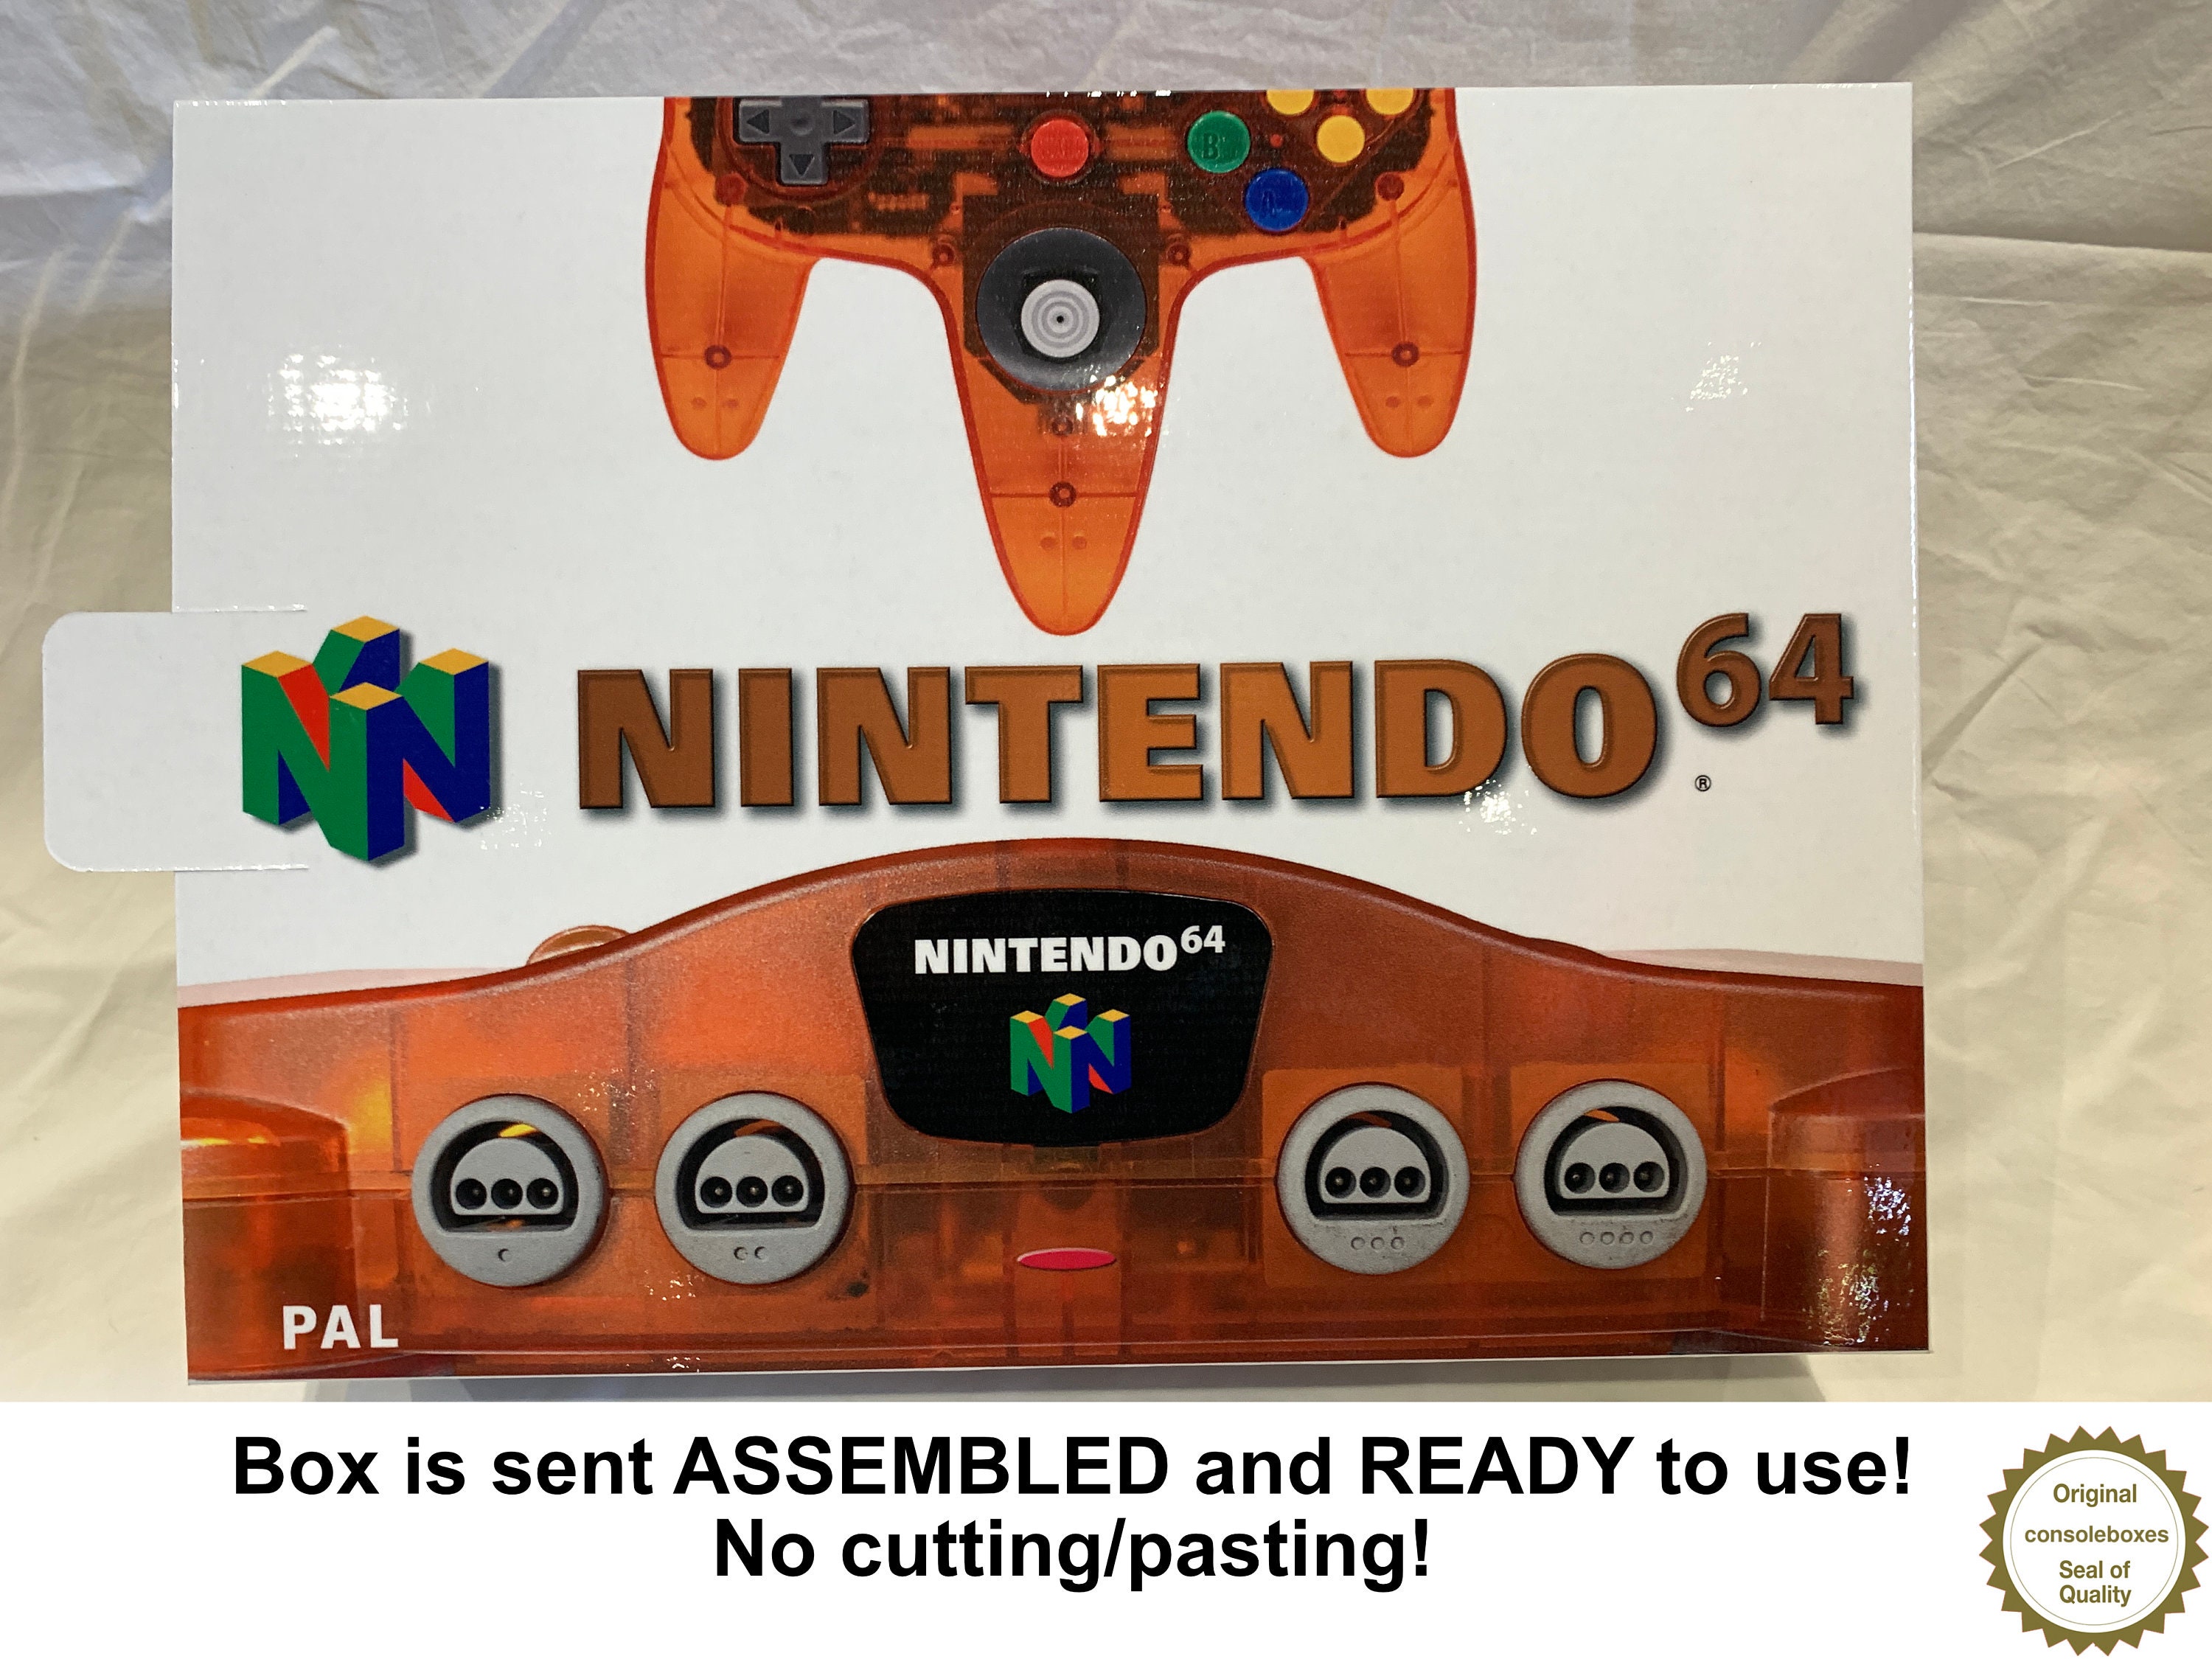 B
A
NINTENDO64
®
NINTENDO64
PAL
Box is sent ASSEMBLED and READY to use!
No cutting/pasting!
Original
consoleboxes
Seal of
Quality